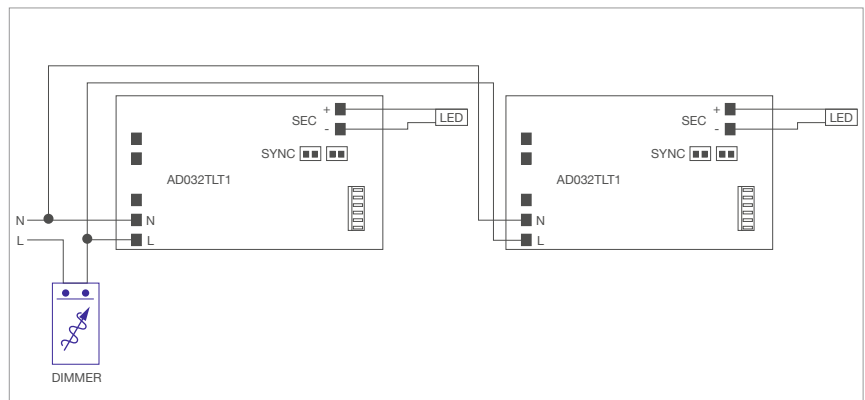 +
SEC
-
LED
SYNC
AD032TLT1
N
L
N
L
DIMMER
+
SEC
-
LED
SYNC
AD032TLT1
N
L